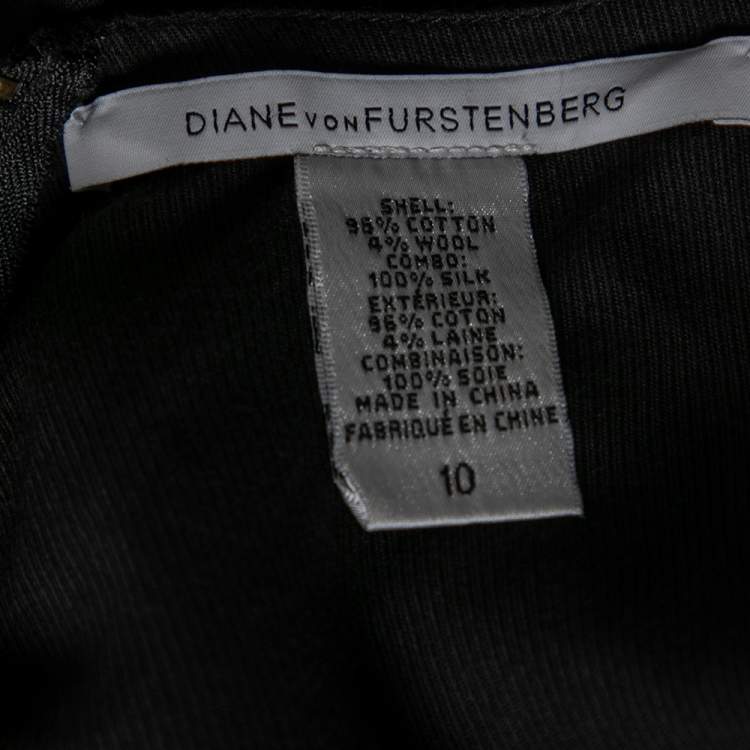 DIANE VON FURSTENBERG
SHELL:
96% COTTON
4% WOOL
COMBO:
100% SILK
EXTÉRIEUR:
96% COTON
4% LAINE
COMBINAISON:
100% SOIE
MADE IN CHINA
FABRIQUÉ EN CHINE
10